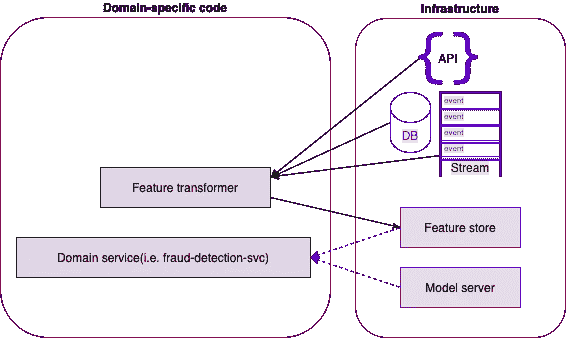 Domain-specific code
Infrastructure
API
DB
event
event
event
event
Stream
Feature transformer
Feature store
Domain service(i.e. fraud-detection-svc)
Model server